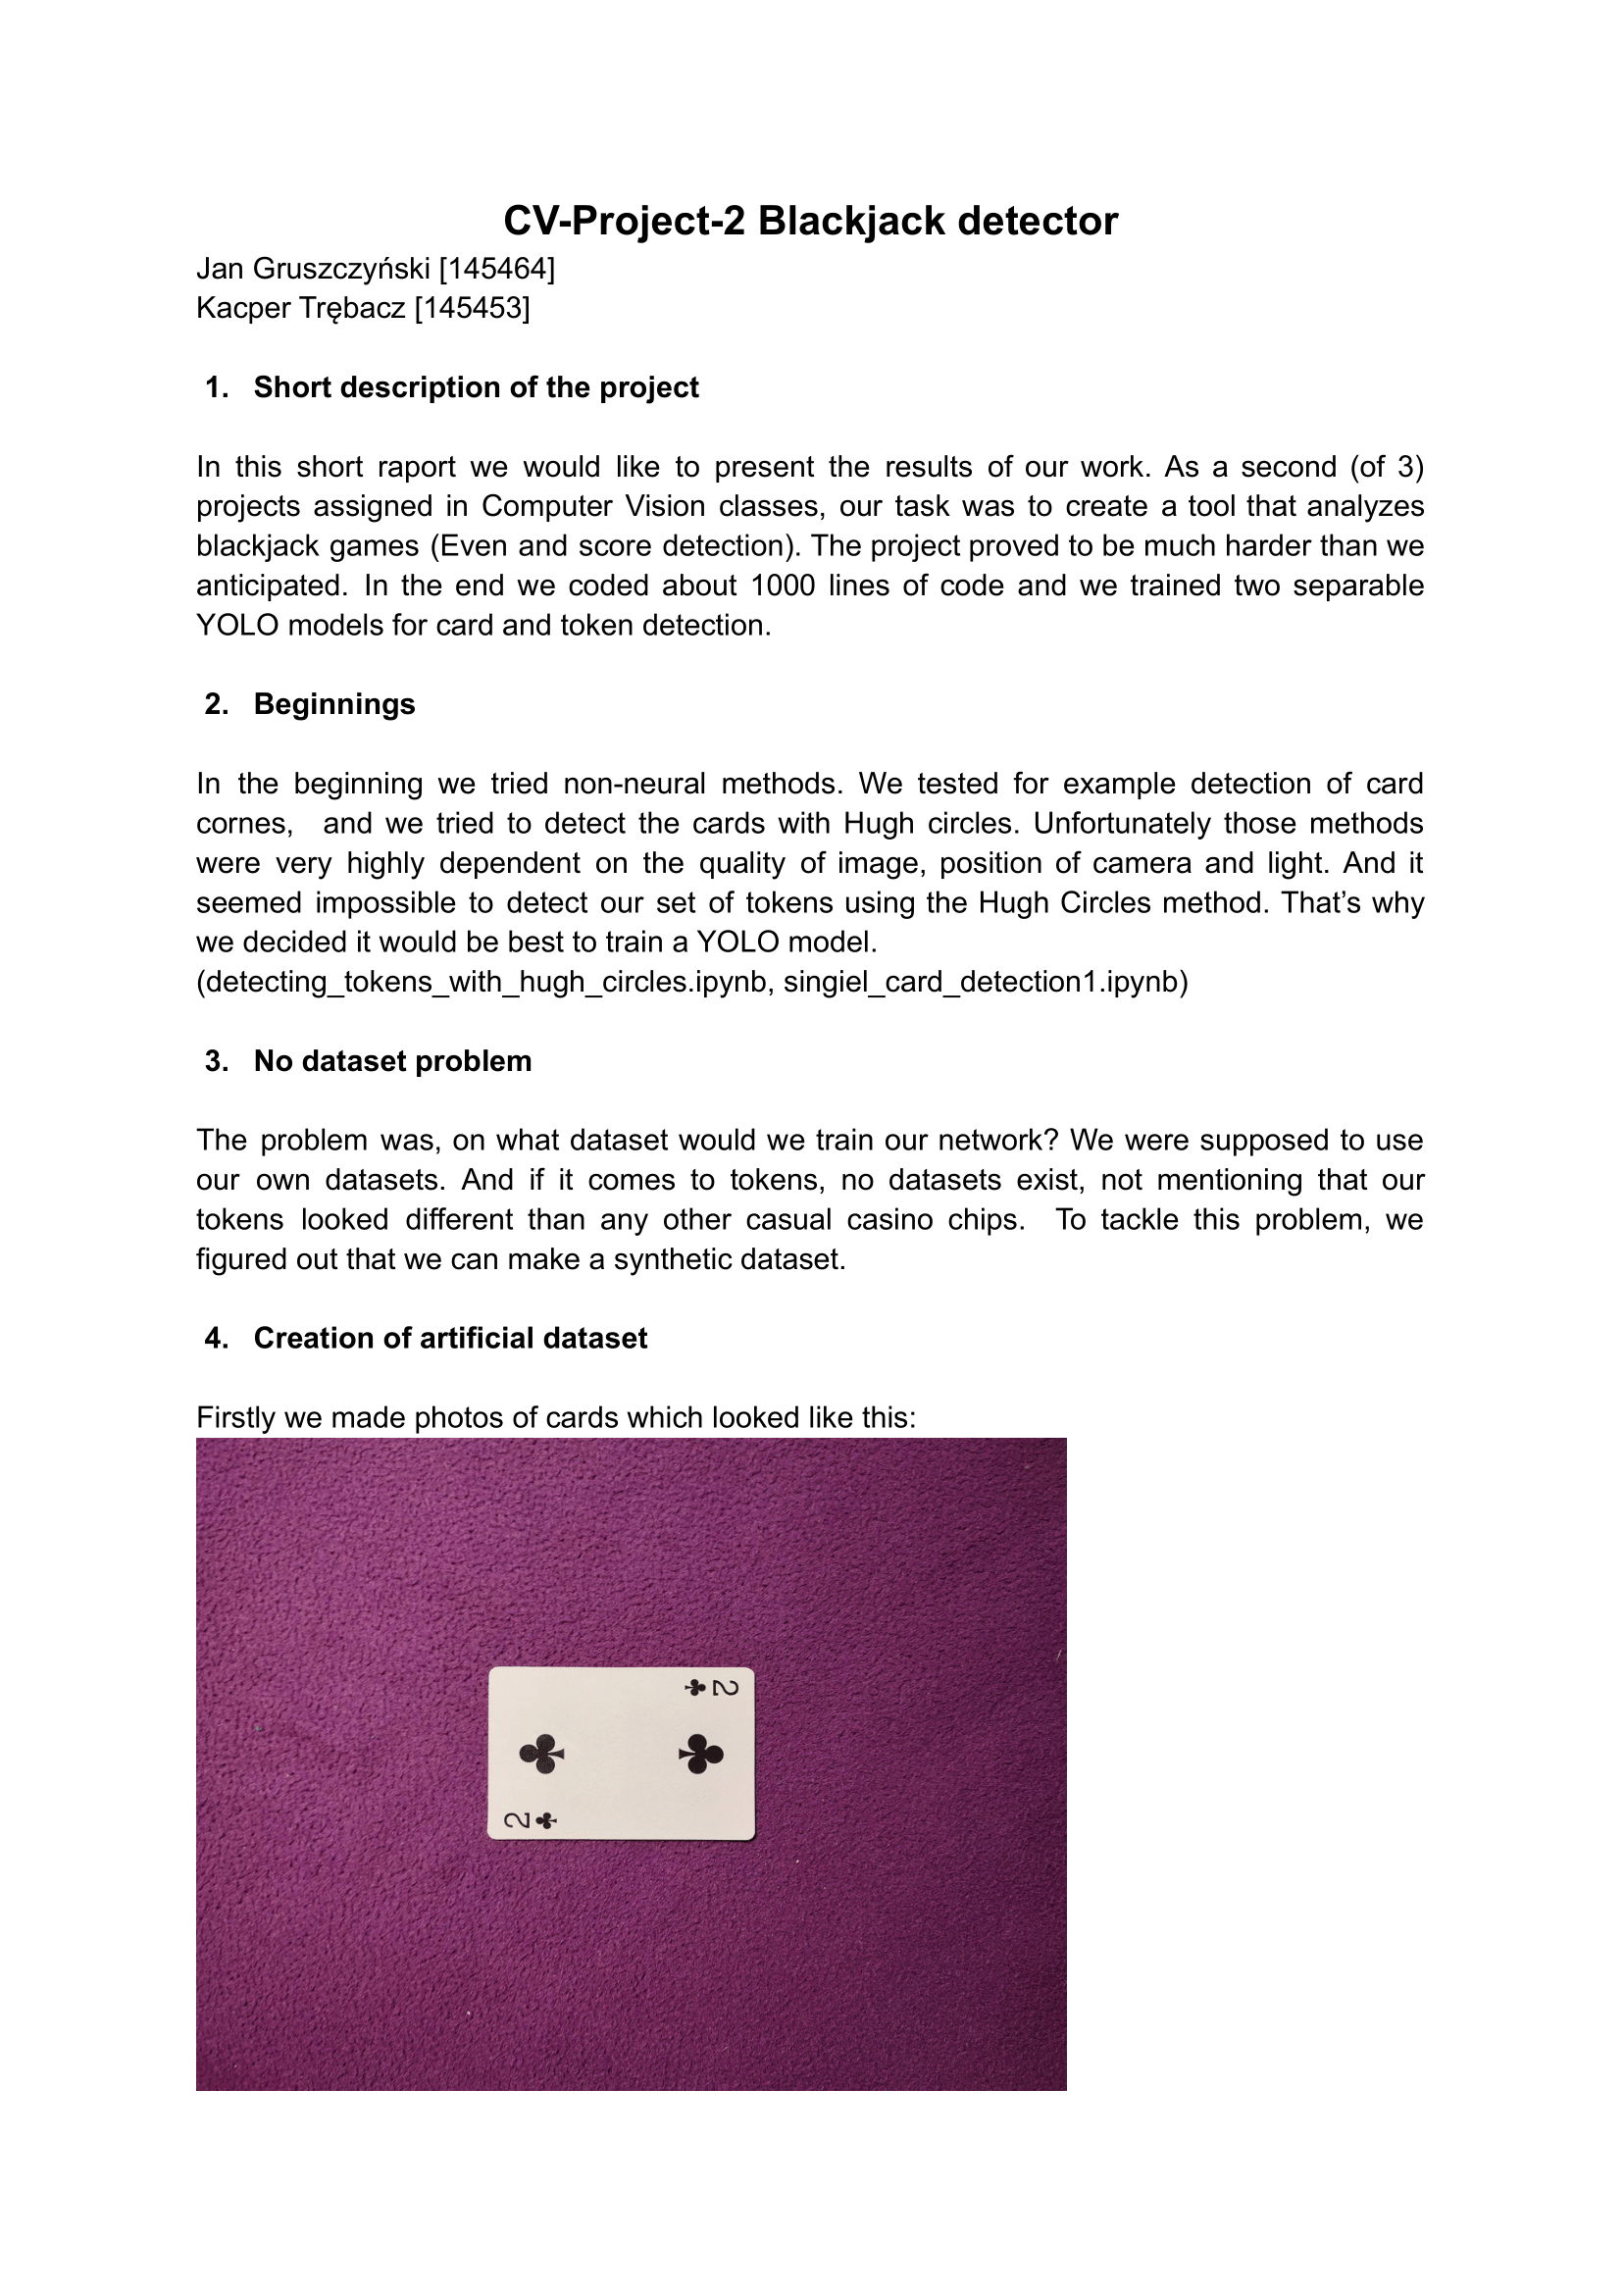 CV-Project-2 Blackjack detector
Jan Gruszczyński [145464]
Kacper Trębacz [145453]
1. Short description of the project
In this short raport we would like to present the results of our work. As a second (of 3)
projects assigned in Computer Vision classes, our task was to create a tool that analyzes
blackjack games (Even and score detection). The project proved to be much harder than we
anticipated. In the end we coded about 1000 lines of code and we trained two separable
YOLO models for card and token detection.
2. Beginnings
In the beginning we tried non-neural methods. We tested for example detection of card
cornes, and we tried to detect the cards with Hugh circles. Unfortunately those methods
were very highly dependent on the quality of image, position of camera and light. And it
seemed impossible to detect our set of tokens using the Hugh Circles method. That’s why
we decided it would be best to train a YOLO model.
(detecting_tokens_with_hugh_circles.ipynb, singiel_card_detection1.ipynb)
3. No dataset problem
The problem was, on what dataset would we train our network? We were supposed to use
our own datasets. And if it comes to tokens, no datasets exist, not mentioning that our
tokens looked different than any other casual casino chips. To tackle this problem, we
figured out that we can make a synthetic dataset.
4. Creation of artificial dataset
Firstly we made photos of cards which looked like this:
2
2